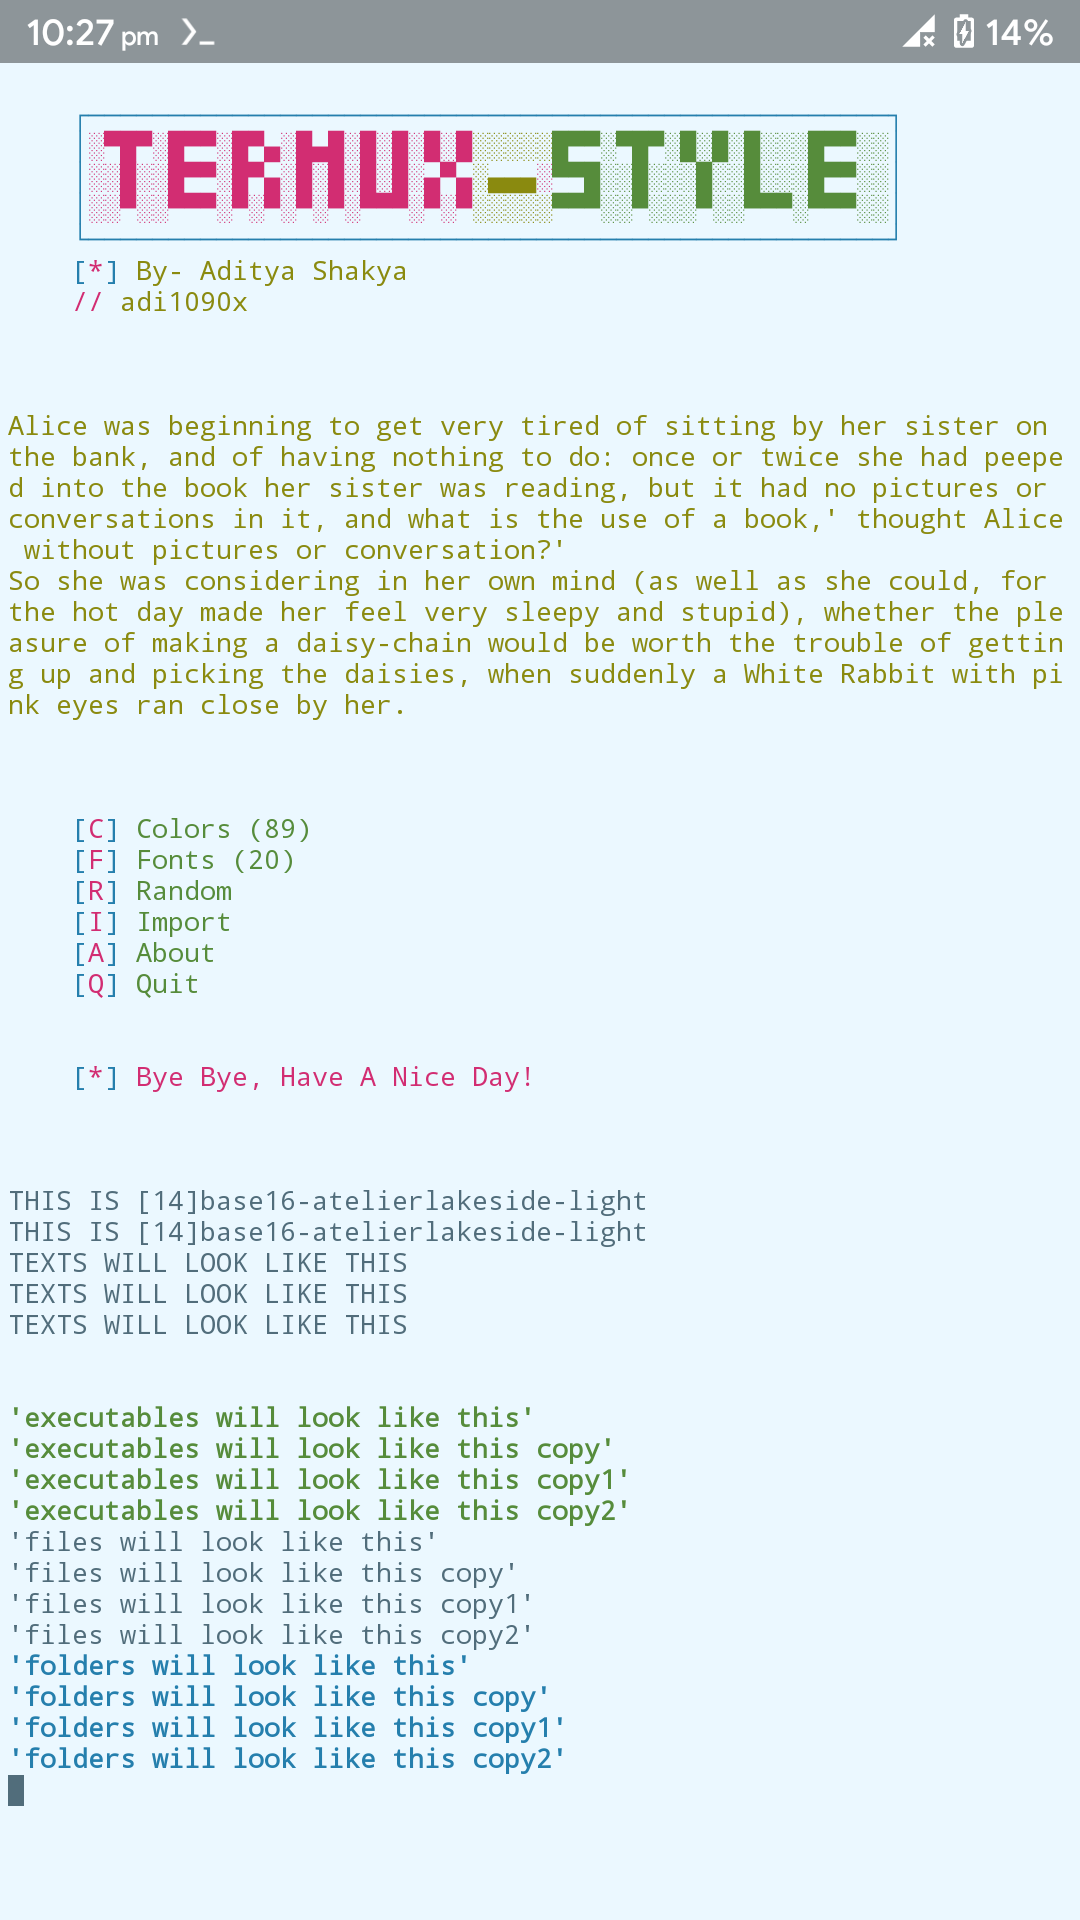 10:27 pm 14%
TERMUX-STYLE
[*] By- Aditya Shakya
// adi1090x
Alice was beginning to get very tired of sitting by her sister on
the bank, and of having nothing to do: once or twice she had peepe
d into the book her sister was reading, but it had no pictures or
conversations in it, and what is the use of a book,' thought Alice
without pictures or conversation?'
So she was considering in her own mind (as well as she could, for
the hot day made her feel very sleepy and stupid), whether the ple
asure of making a daisy-chain would be worth the trouble of gettin
g up and picking the daisies, when suddenly a White Rabbit with pi
nk eyes ran close by her.
[C] Colors (89)
[F] Fonts (20)
[R] Random
[I] Import
[A] About
[Q] Quit
[*] Bye Bye, Have A Nice Day!
THIS IS [14]base16-atelierlakeside-light
THIS IS [14]base16-atelierlakeside-light
TEXTS WILL LOOK LIKE THIS
TEXTS WILL LOOK LIKE THIS
TEXTS WILL LOOK LIKE THIS
'executables will look like this'
'executables will look like this copy'
'executables will look like this copy1'
'executables will look like this copy2'
'files will look like this'
'files will look like this copy'
'files will look like this copy1'
'files will look like this copy2'
'folders will look like this'
'folders will look like this copy'
'folders will look like this copy1'
'folders will look like this copy2'